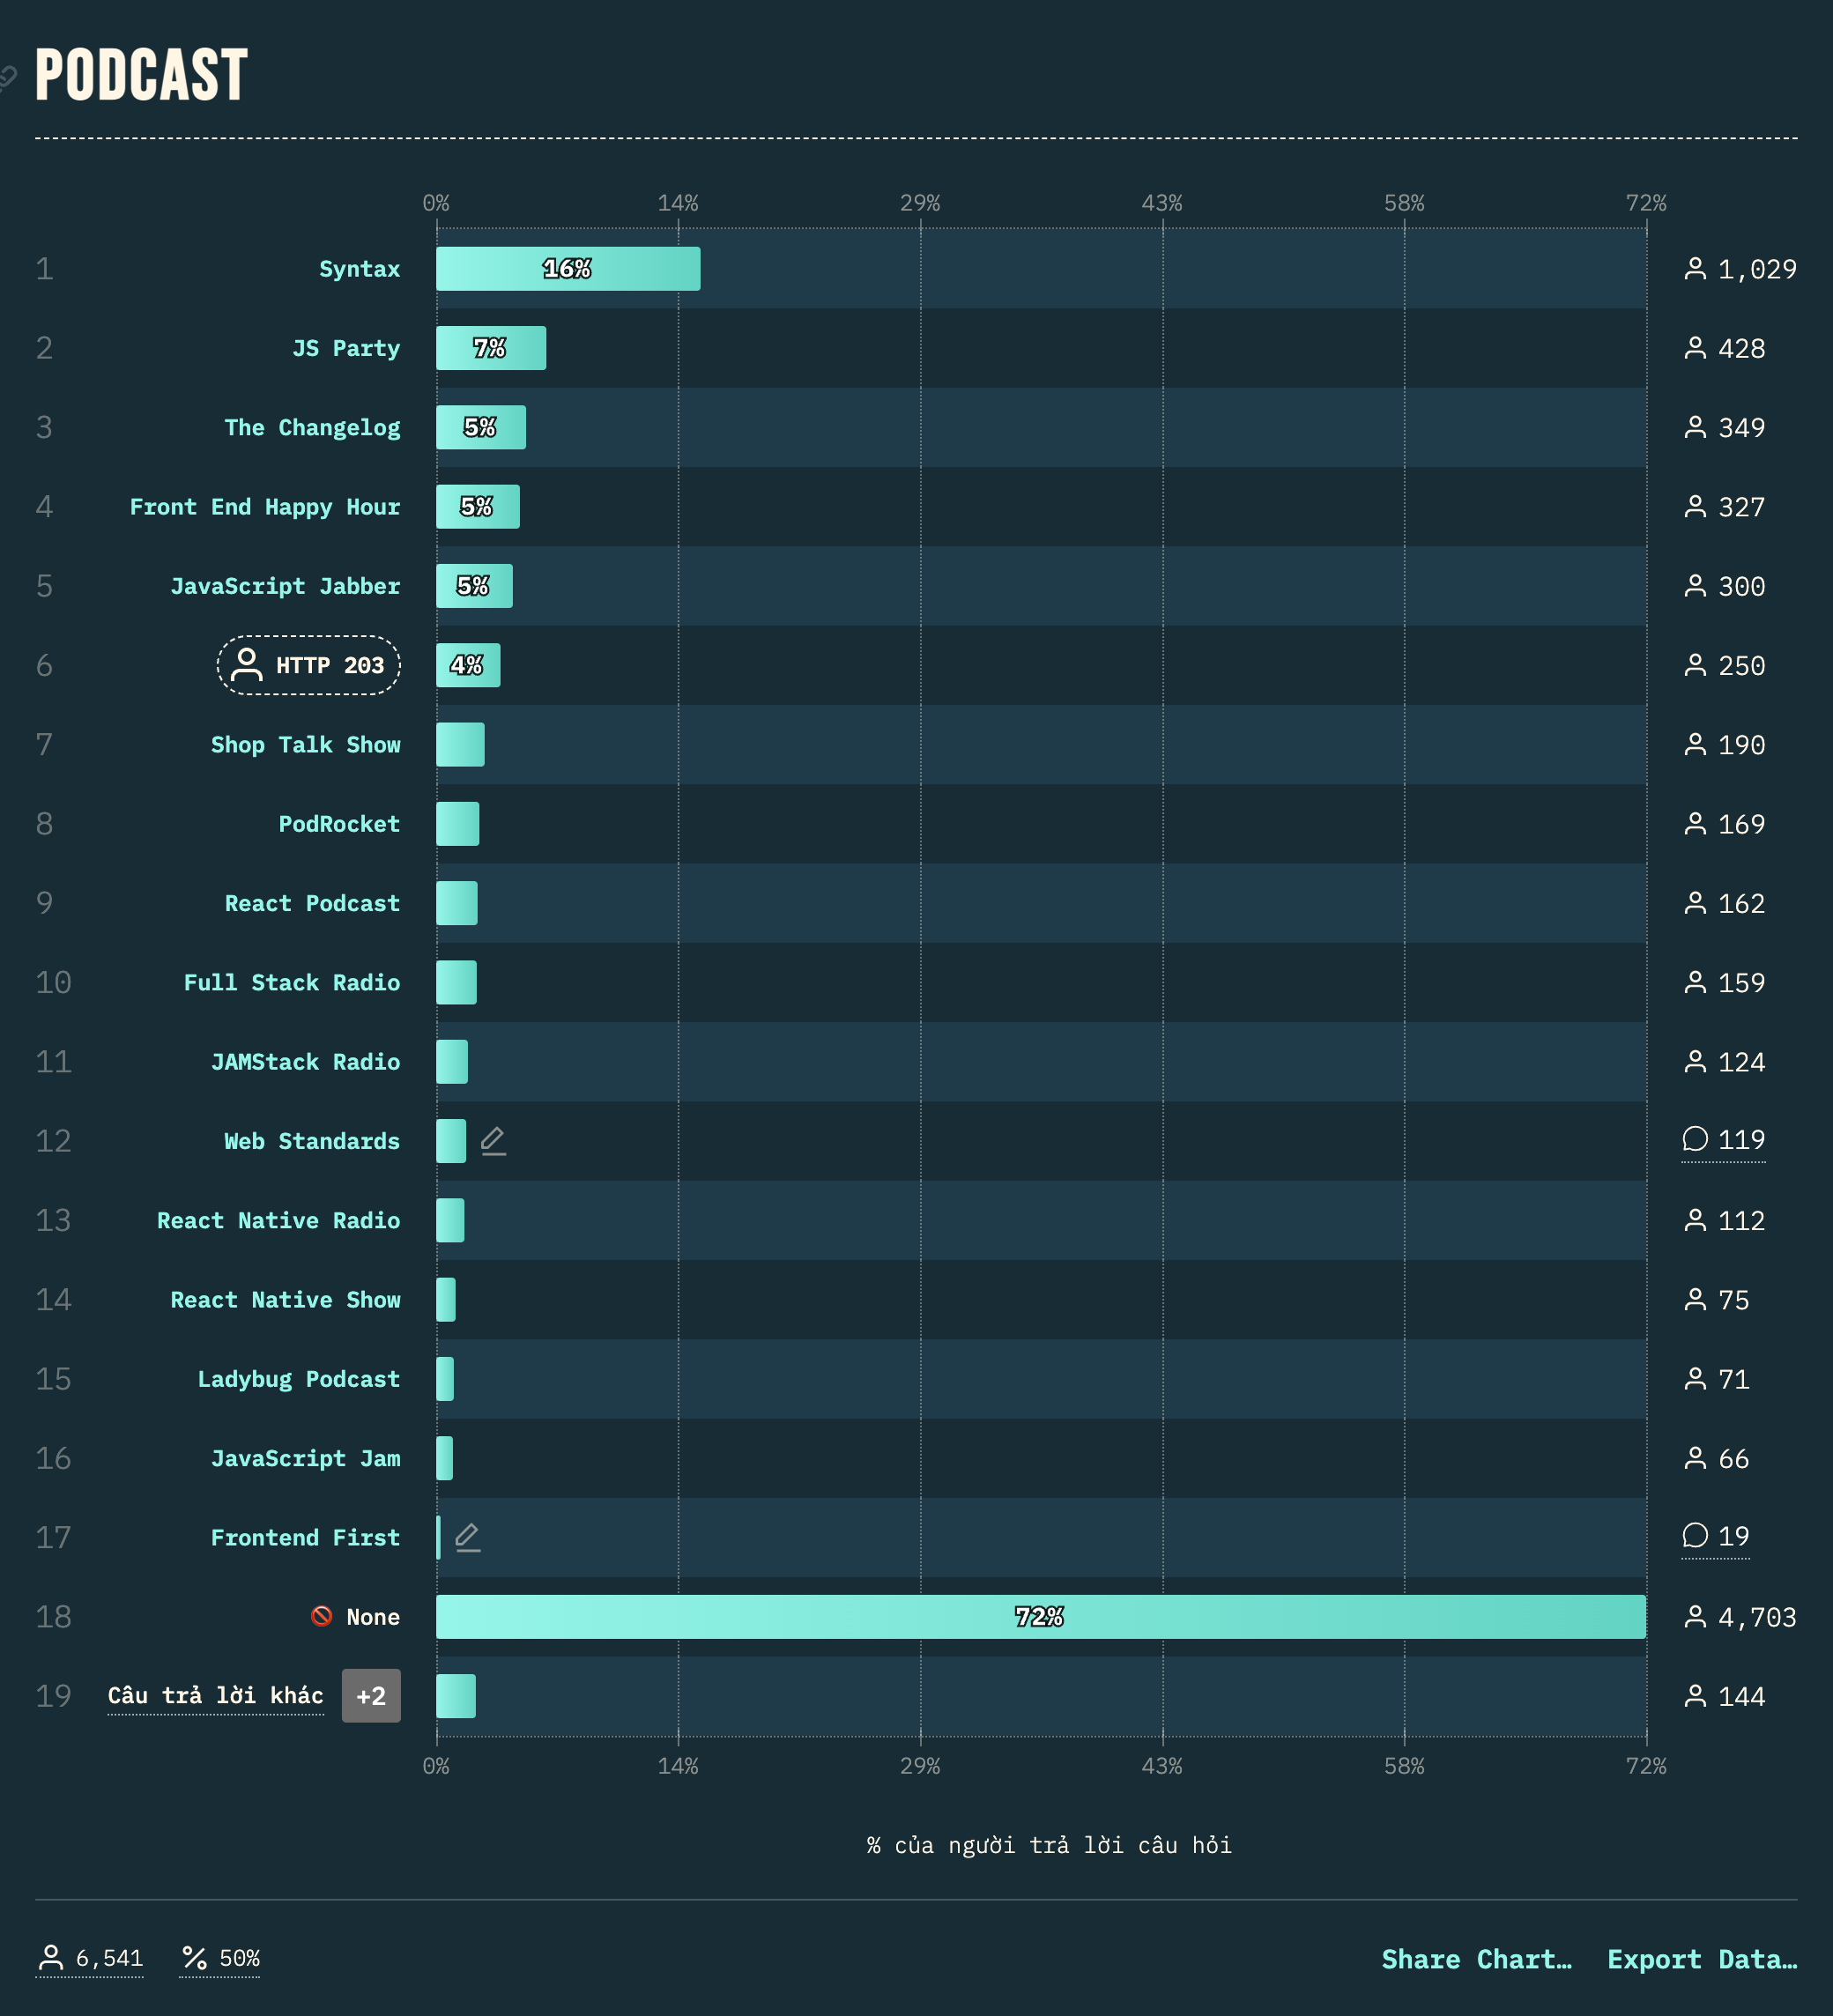 PODCAST
0% 14% 29% 43% 58% 72%
1 Syntax 16% 1,029
2 JS Party 7% 428
3 The Changelog 5% 349
4 Front End Happy Hour 5% 327
5 JavaScript Jabber 5% 300
6 HTTP 203 4% 250
7 Shop Talk Show 190
8 PodRocket 169
9 React Podcast 162
10 Full Stack Radio 159
11 JAMStack Radio 124
12 Web Standards 119
13 React Native Radio 112
14 React Native Show 75
15 Ladybug Podcast 71
16 JavaScript Jam 66
17 Frontend First 19
18 None 72% 4,703
19 Câu trả lời khác +2 144
0% 14% 29% 43% 58% 72%
% của người trả lời câu hỏi
6,541 50% Share Chart… Export Data…